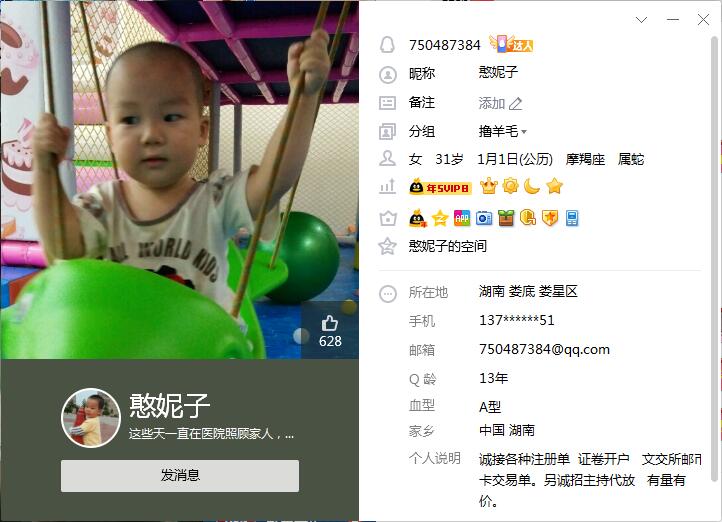 ALL WORLD KIDS
628
憨妮子
这些天一直在医院照顾家人，...
发消息
750487384 达人
昵称 憨妮子
备注 添加
分组 撸羊毛
女 31岁 1月1日(公历) 摩羯座 属蛇
年SVIP8
年 APP
憨妮子的空间
所在地 湖南 娄底 娄星区
手机 137******51
邮箱 750487384@qq.com
Q 龄 13年
血型 A型
家乡 中国 湖南
个人说明 诚接各种注册单 证卷开户 文交所邮币
卡交易单。另诚招主持代放 有量有
价。